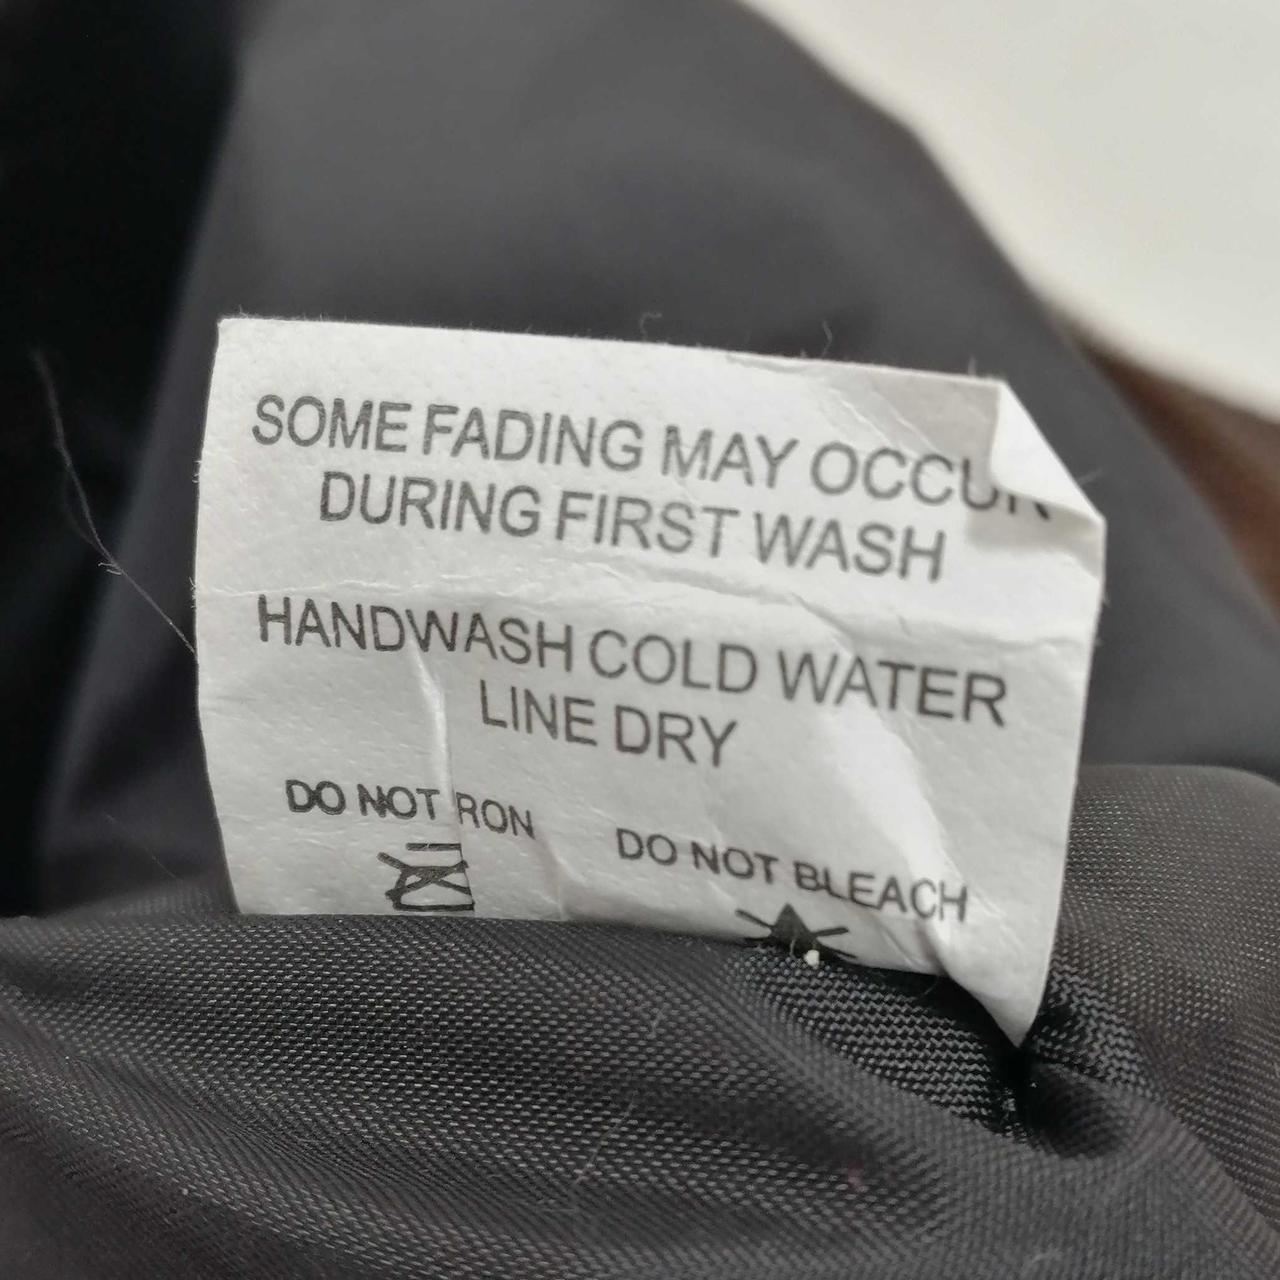 SOME FADING MAY OCCUR
DURING FIRST WASH
HANDWASH COLD WATER
LINE DRY
DO NOT IRON
DO NOT BLEACH